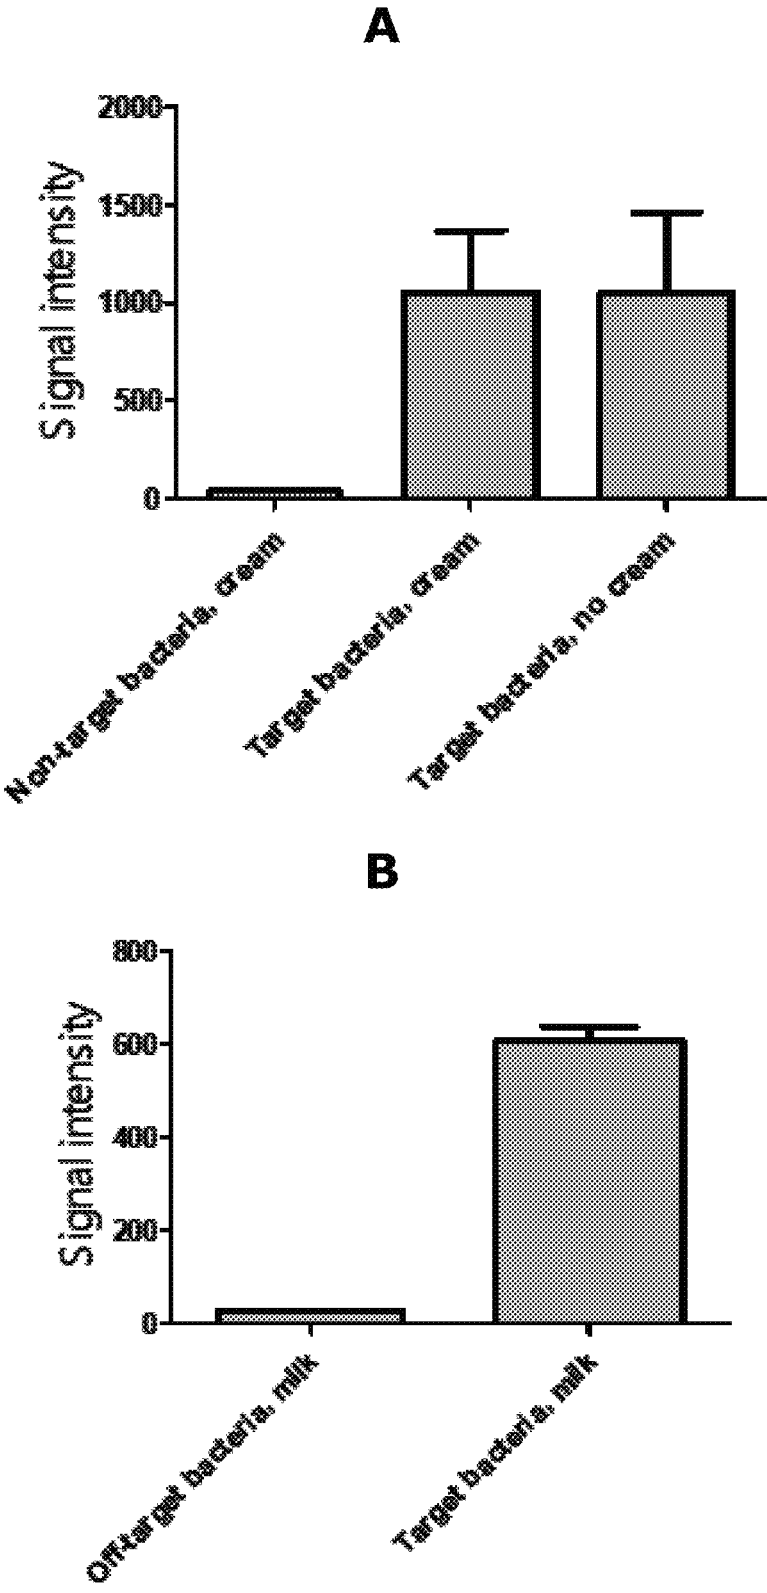 A
2000
1500
1000
500
0
Signal intensity
Non-target bacteria, cream
Target bacteria, cream
Target bacteria, no cream
B
800
600
400
200
0
Signal intensity
Off-target bacteria, milk
Target bacteria, milk